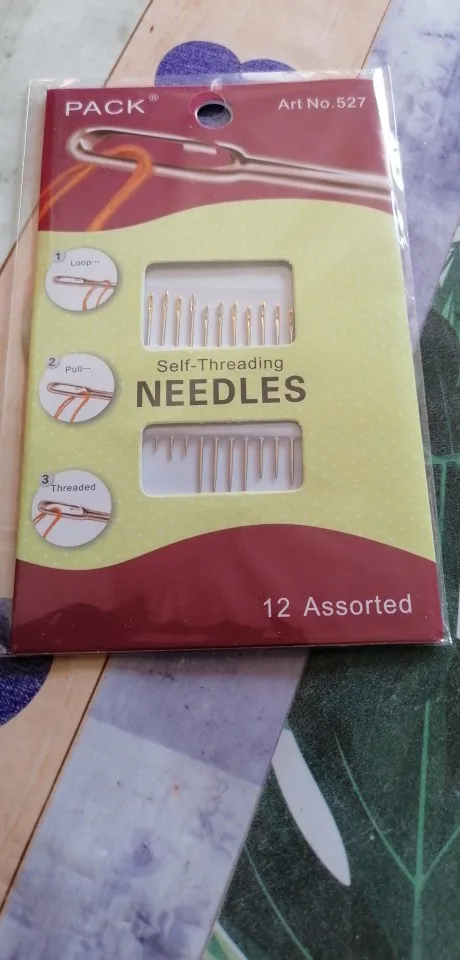 PACK®
Art No.527
1
Loop...
2
Pull...
3
Threaded
Self-Threading
NEEDLES
12 Assorted